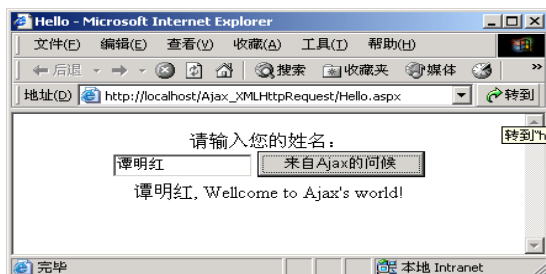 Hello - Microsoft Internet Explorer
文件(F) 编辑(E) 查看(V) 收藏(A) 工具(T) 帮助(H)
后退 搜索 收藏夹 媒体 »
地址(D) http://localhost/Ajax_XMLHttpRequest/Hello.aspx 转到
转到"h
请输入您的姓名：
谭明红 来自Ajax的问候
谭明红, Wellcome to Ajax's world!
完毕 本地 Intranet